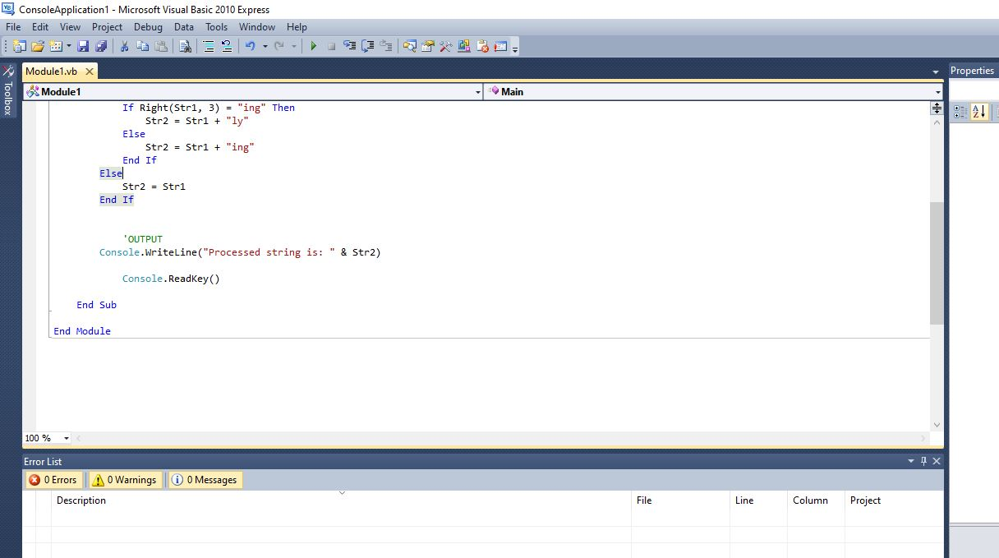 ConsoleApplication1 - Microsoft Visual Basic 2010 Express
File Edit View Project Debug Data Tools Window Help
Toolbox
Module1.vb
Properties
Module1 Main
If Right(Str1, 3) = "ing" Then
Str2 = Str1 + "ly"
Else
Str2 = Str1 + "ing"
End If
Else
Str2 = Str1
End If
'OUTPUT
Console.WriteLine("Processed string is: " & Str2)
Console.ReadKey()
End Sub
End Module
100 %
Error List
0 Errors 0 Warnings 0 Messages
Description File Line Column Project